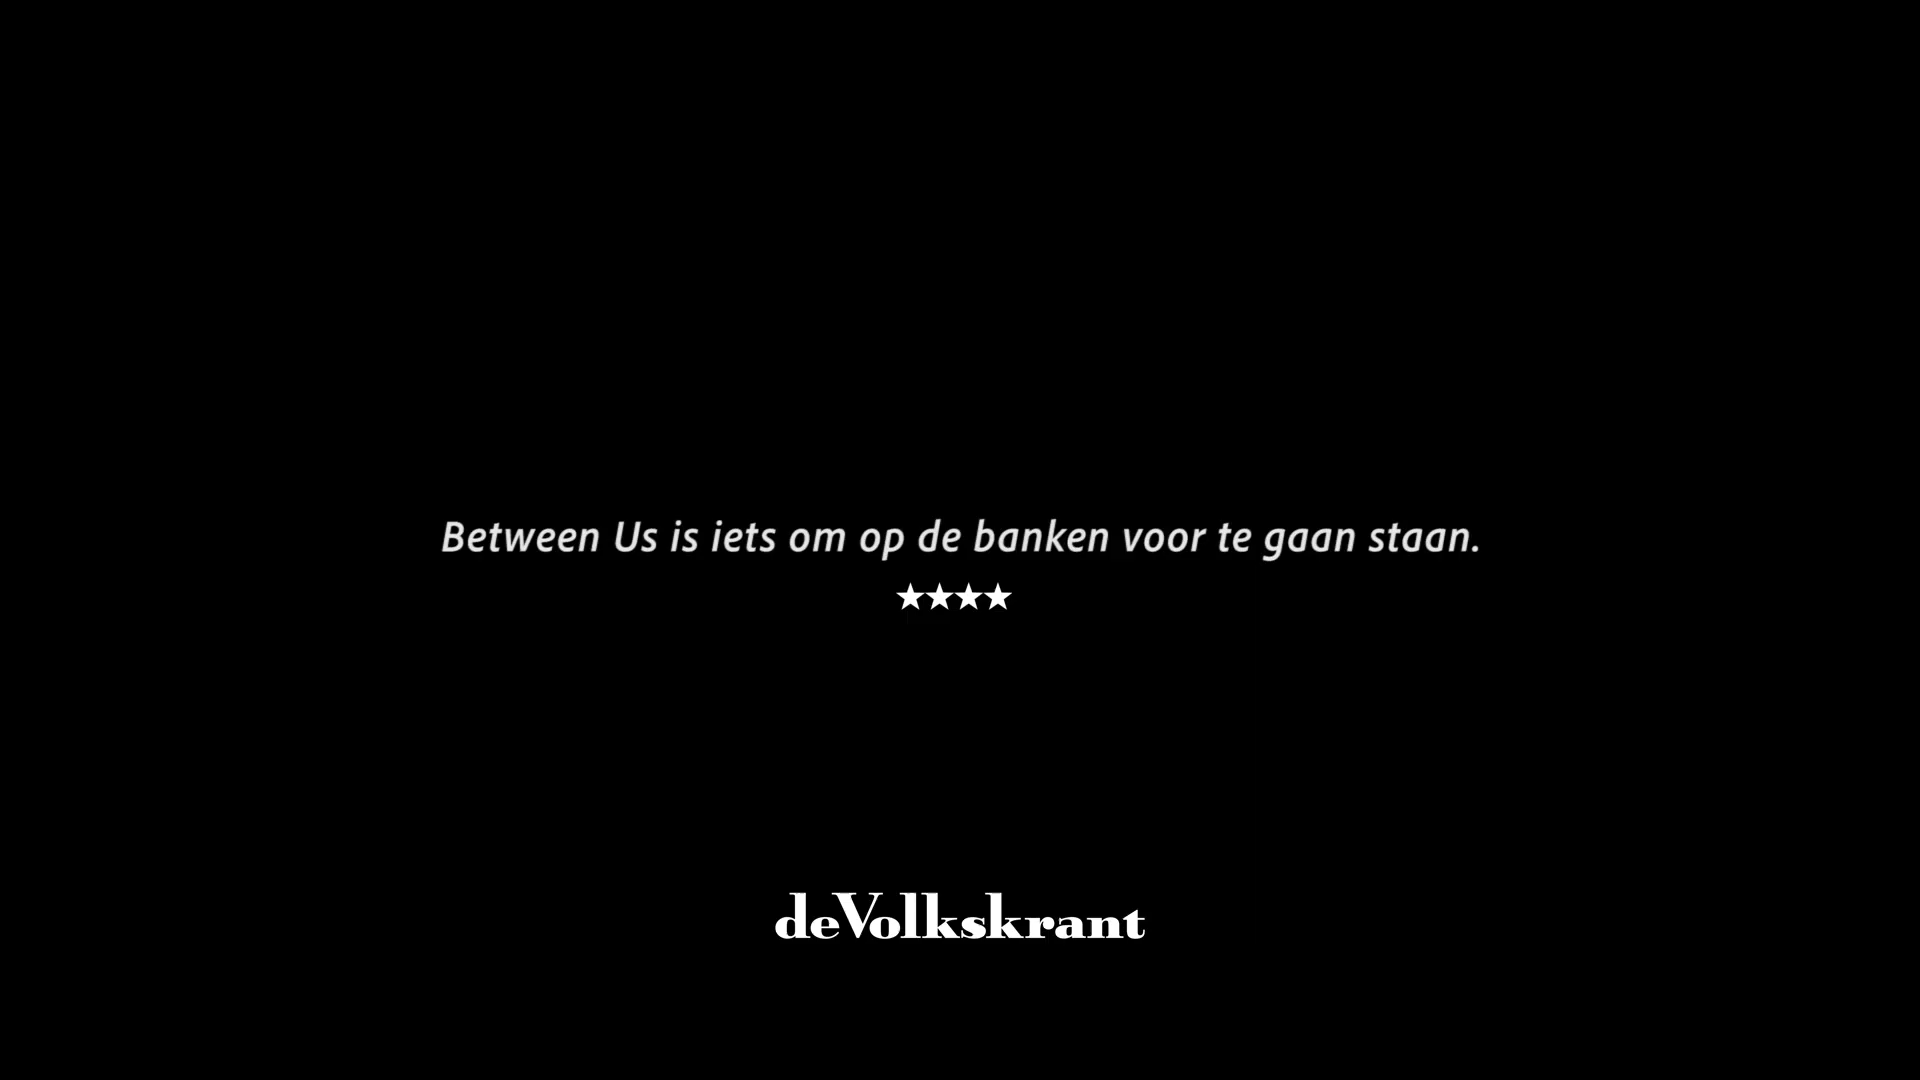 Between Us is iets om op de banken voor te gaan staan.
★★★★
deVolkskrant